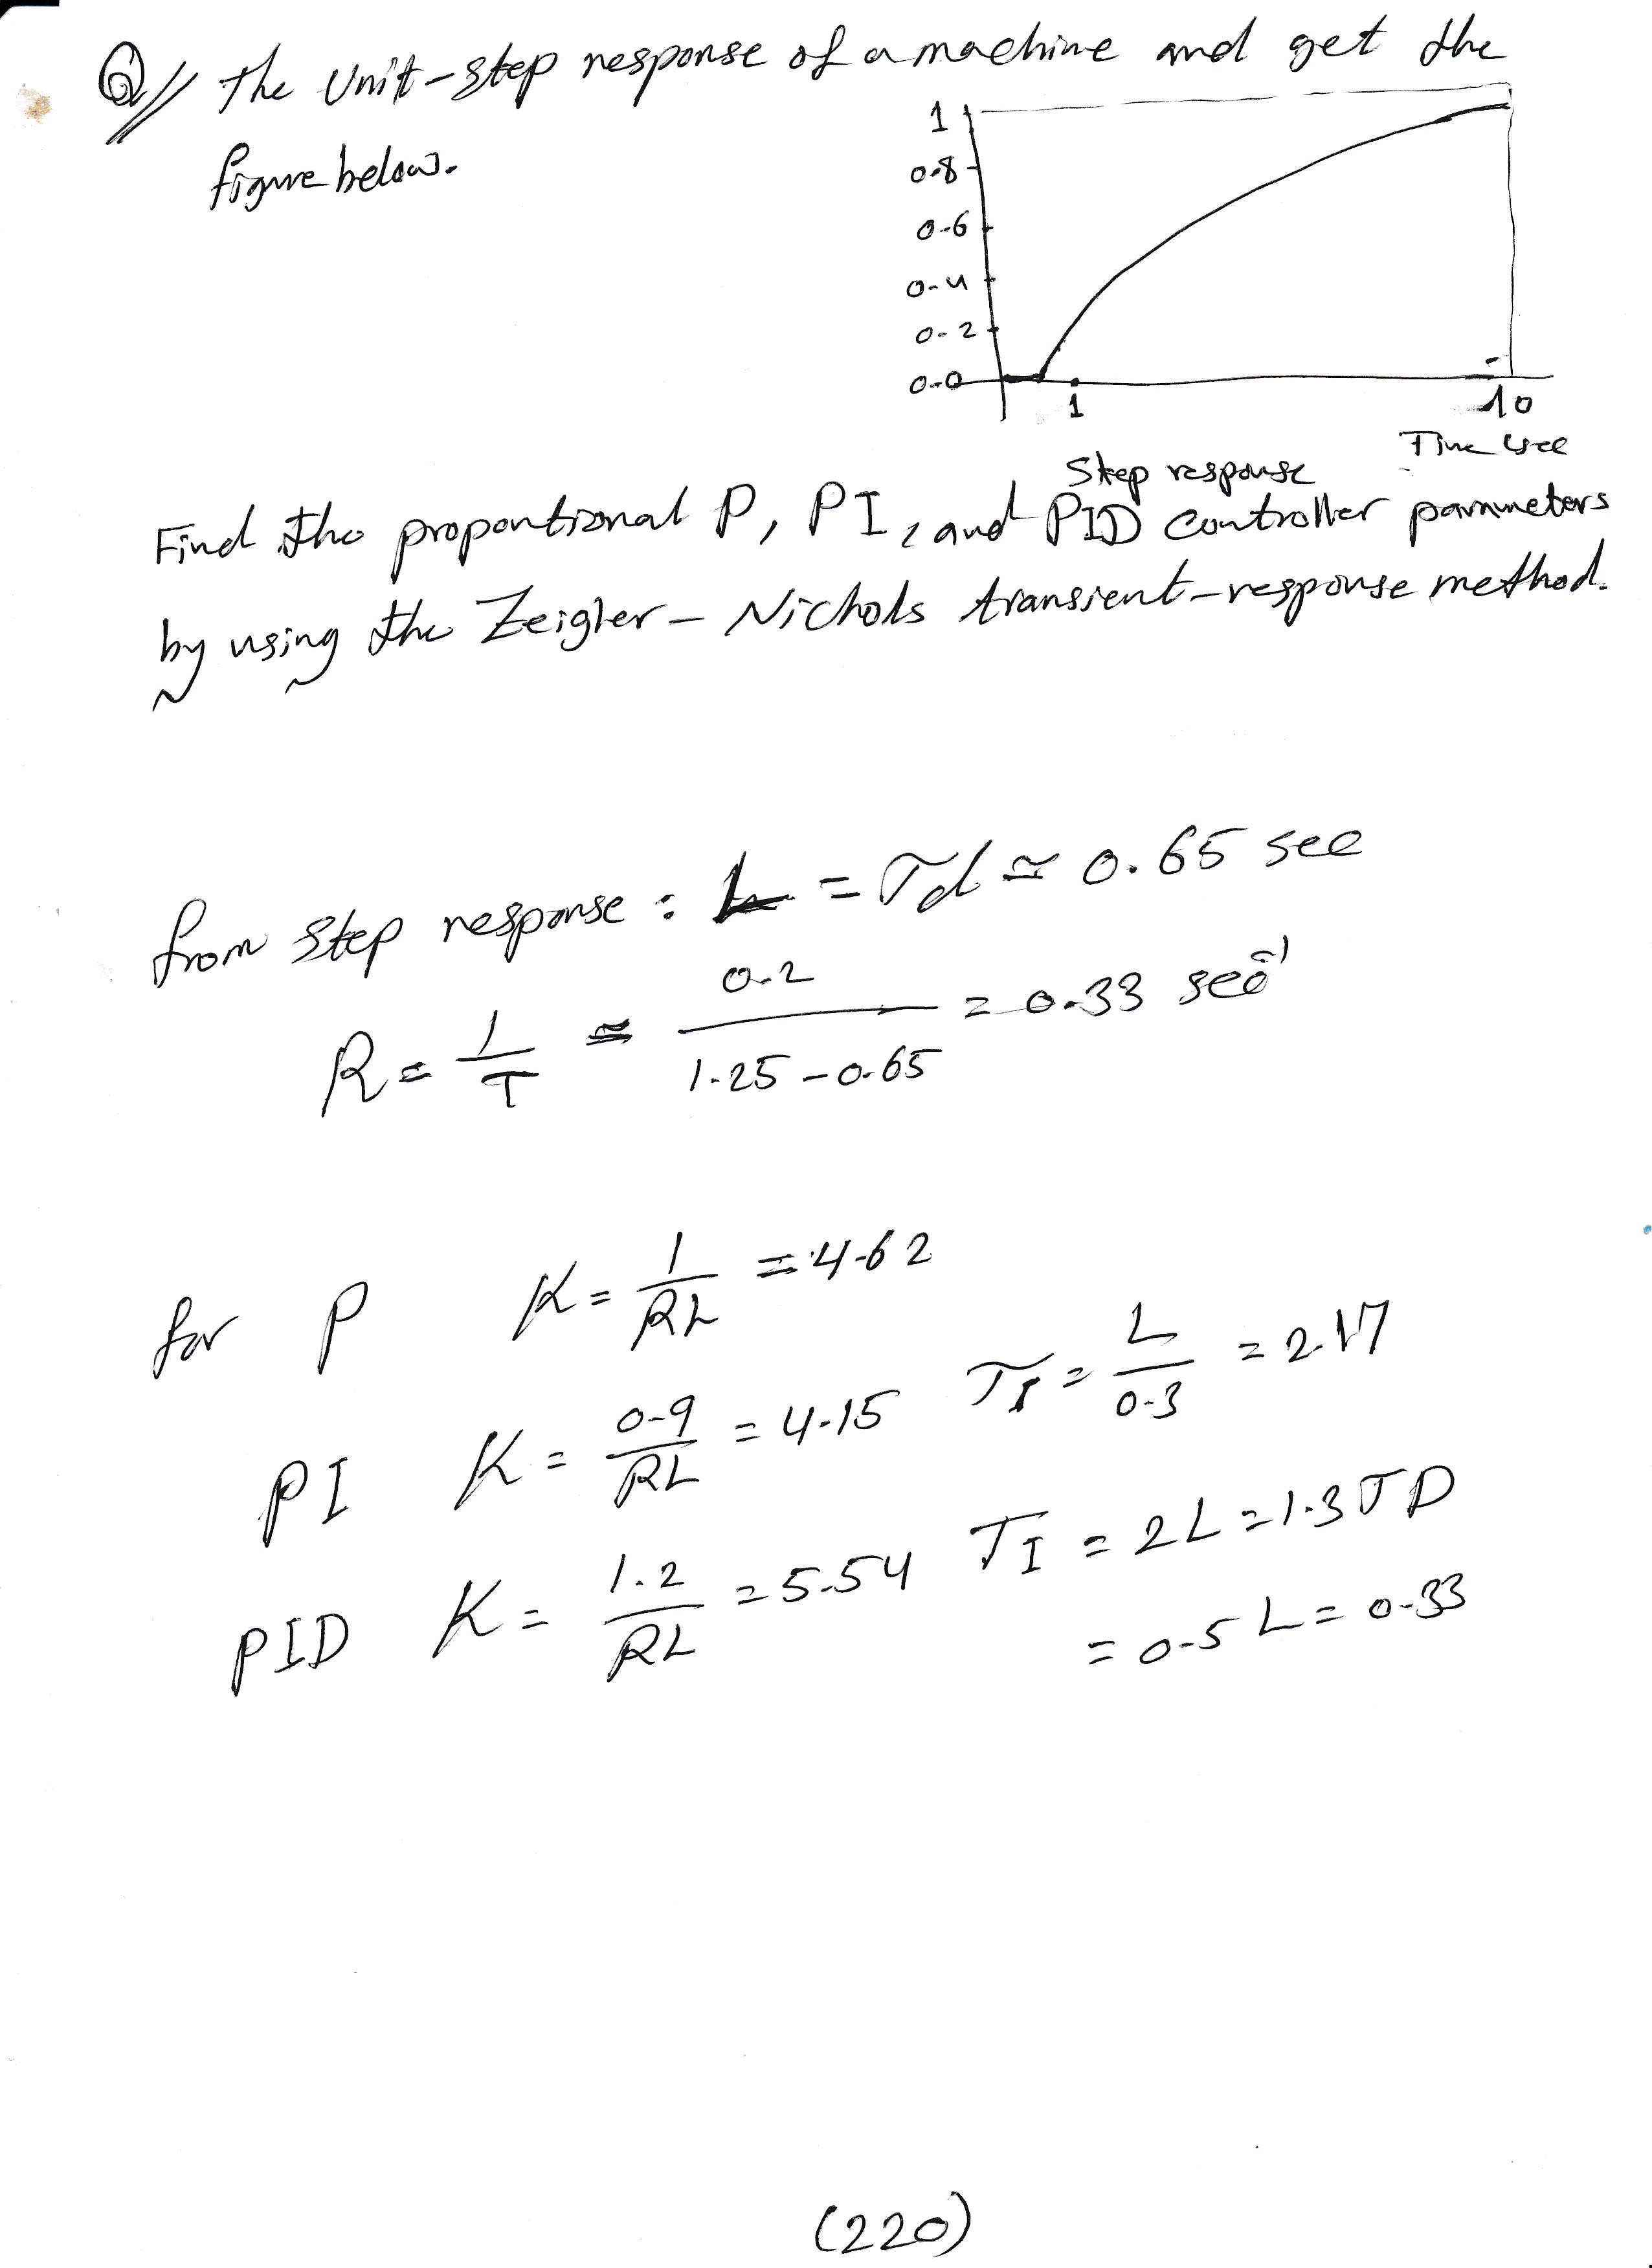 Q// The Unit-step response of a machine and get the
figure below.
1
0.8
0.6
0.4
0.2
0.0
1
10
Time sec
Step response
Find the proportional P, PI, and PID Controller parameters
by using the Zeigler - Nichols transient-response method.
from step response : L = Td ≃ 0.65 sec
R = 1/T ≃ 0.2 / (1.25 - 0.65) = 0.33 sec⁻¹
for P K = 1/RL = 4.62
PI K = 0.9/RL = 4.15 TI = L/0.3 = 2.17
PID K = 1.2/RL = 5.54 TI = 2L = 1.3 TD
= 0.5 L = 0.33
(220)